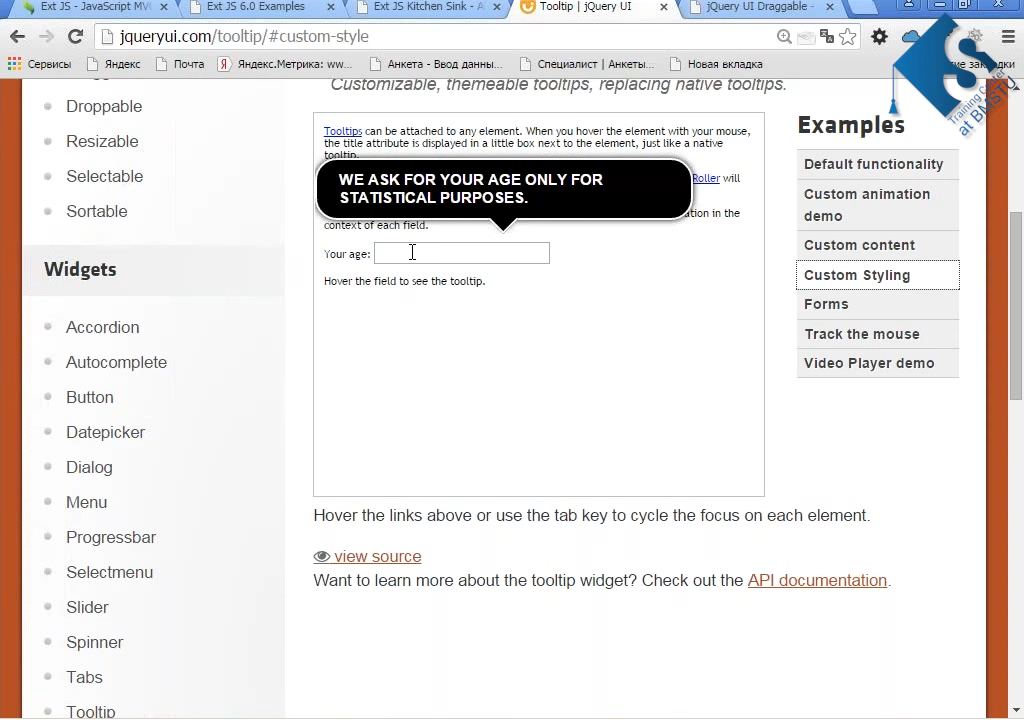 Ext JS - JavaScript MV
Ext JS 6.0 Examples
Ext JS Kitchen Sink - A
Tooltip | jQuery UI
jQuery UI Draggable -
jqueryui.com/tooltip/#custom-style
Сервисы
Яндекс
Почта
Яндекс.Метрика: ww...
Анкета - Ввод данны...
Специалист | Анкеты...
Новая вкладка
Training Center
at BMSTU
Droppable
Resizable
Selectable
Sortable
Widgets
Accordion
Autocomplete
Button
Datepicker
Dialog
Menu
Progressbar
Selectmenu
Slider
Spinner
Tabs
Tooltip
Customizable, themeable tooltips, replacing native tooltips.
Tooltips can be attached to any element. When you hover the element with your mouse,
the title attribute is displayed in a little box next to the element, just like a native
tooltip.
Roller will
WE ASK FOR YOUR AGE ONLY FOR
STATISTICAL PURPOSES.
in the
context of each field.
Your age:
Hover the field to see the tooltip.
Hover the links above or use the tab key to cycle the focus on each element.
view source
Want to learn more about the tooltip widget? Check out the API documentation.
Examples
Default functionality
Custom animation
demo
Custom content
Custom Styling
Forms
Track the mouse
Video Player demo